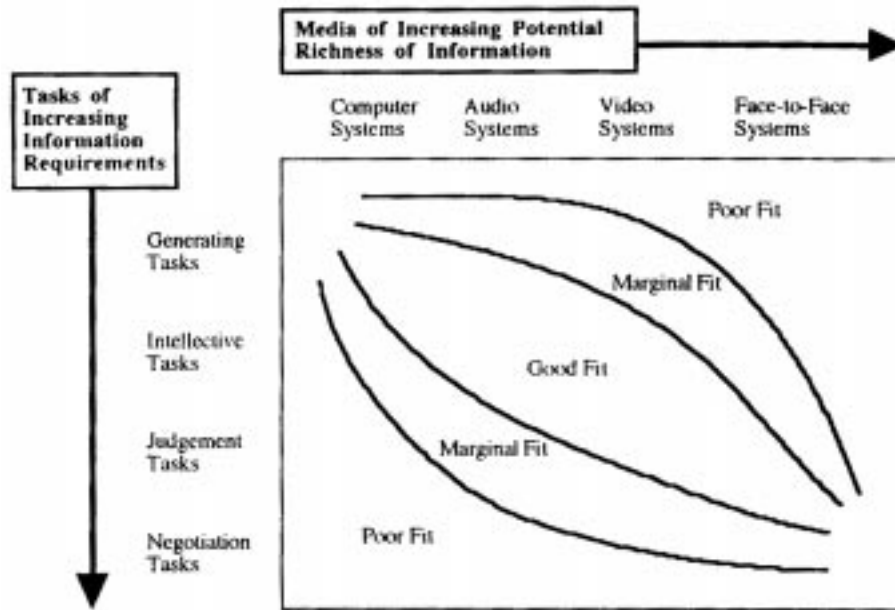 Media of Increasing Potential
Richness of Information
Tasks of
Increasing
Information
Requirements
Computer
Systems
Audio
Systems
Video
Systems
Face-to-Face
Systems
Generating
Tasks
Intellective
Tasks
Judgement
Tasks
Negotiation
Tasks
Poor Fit
Marginal Fit
Good Fit
Marginal Fit
Poor Fit